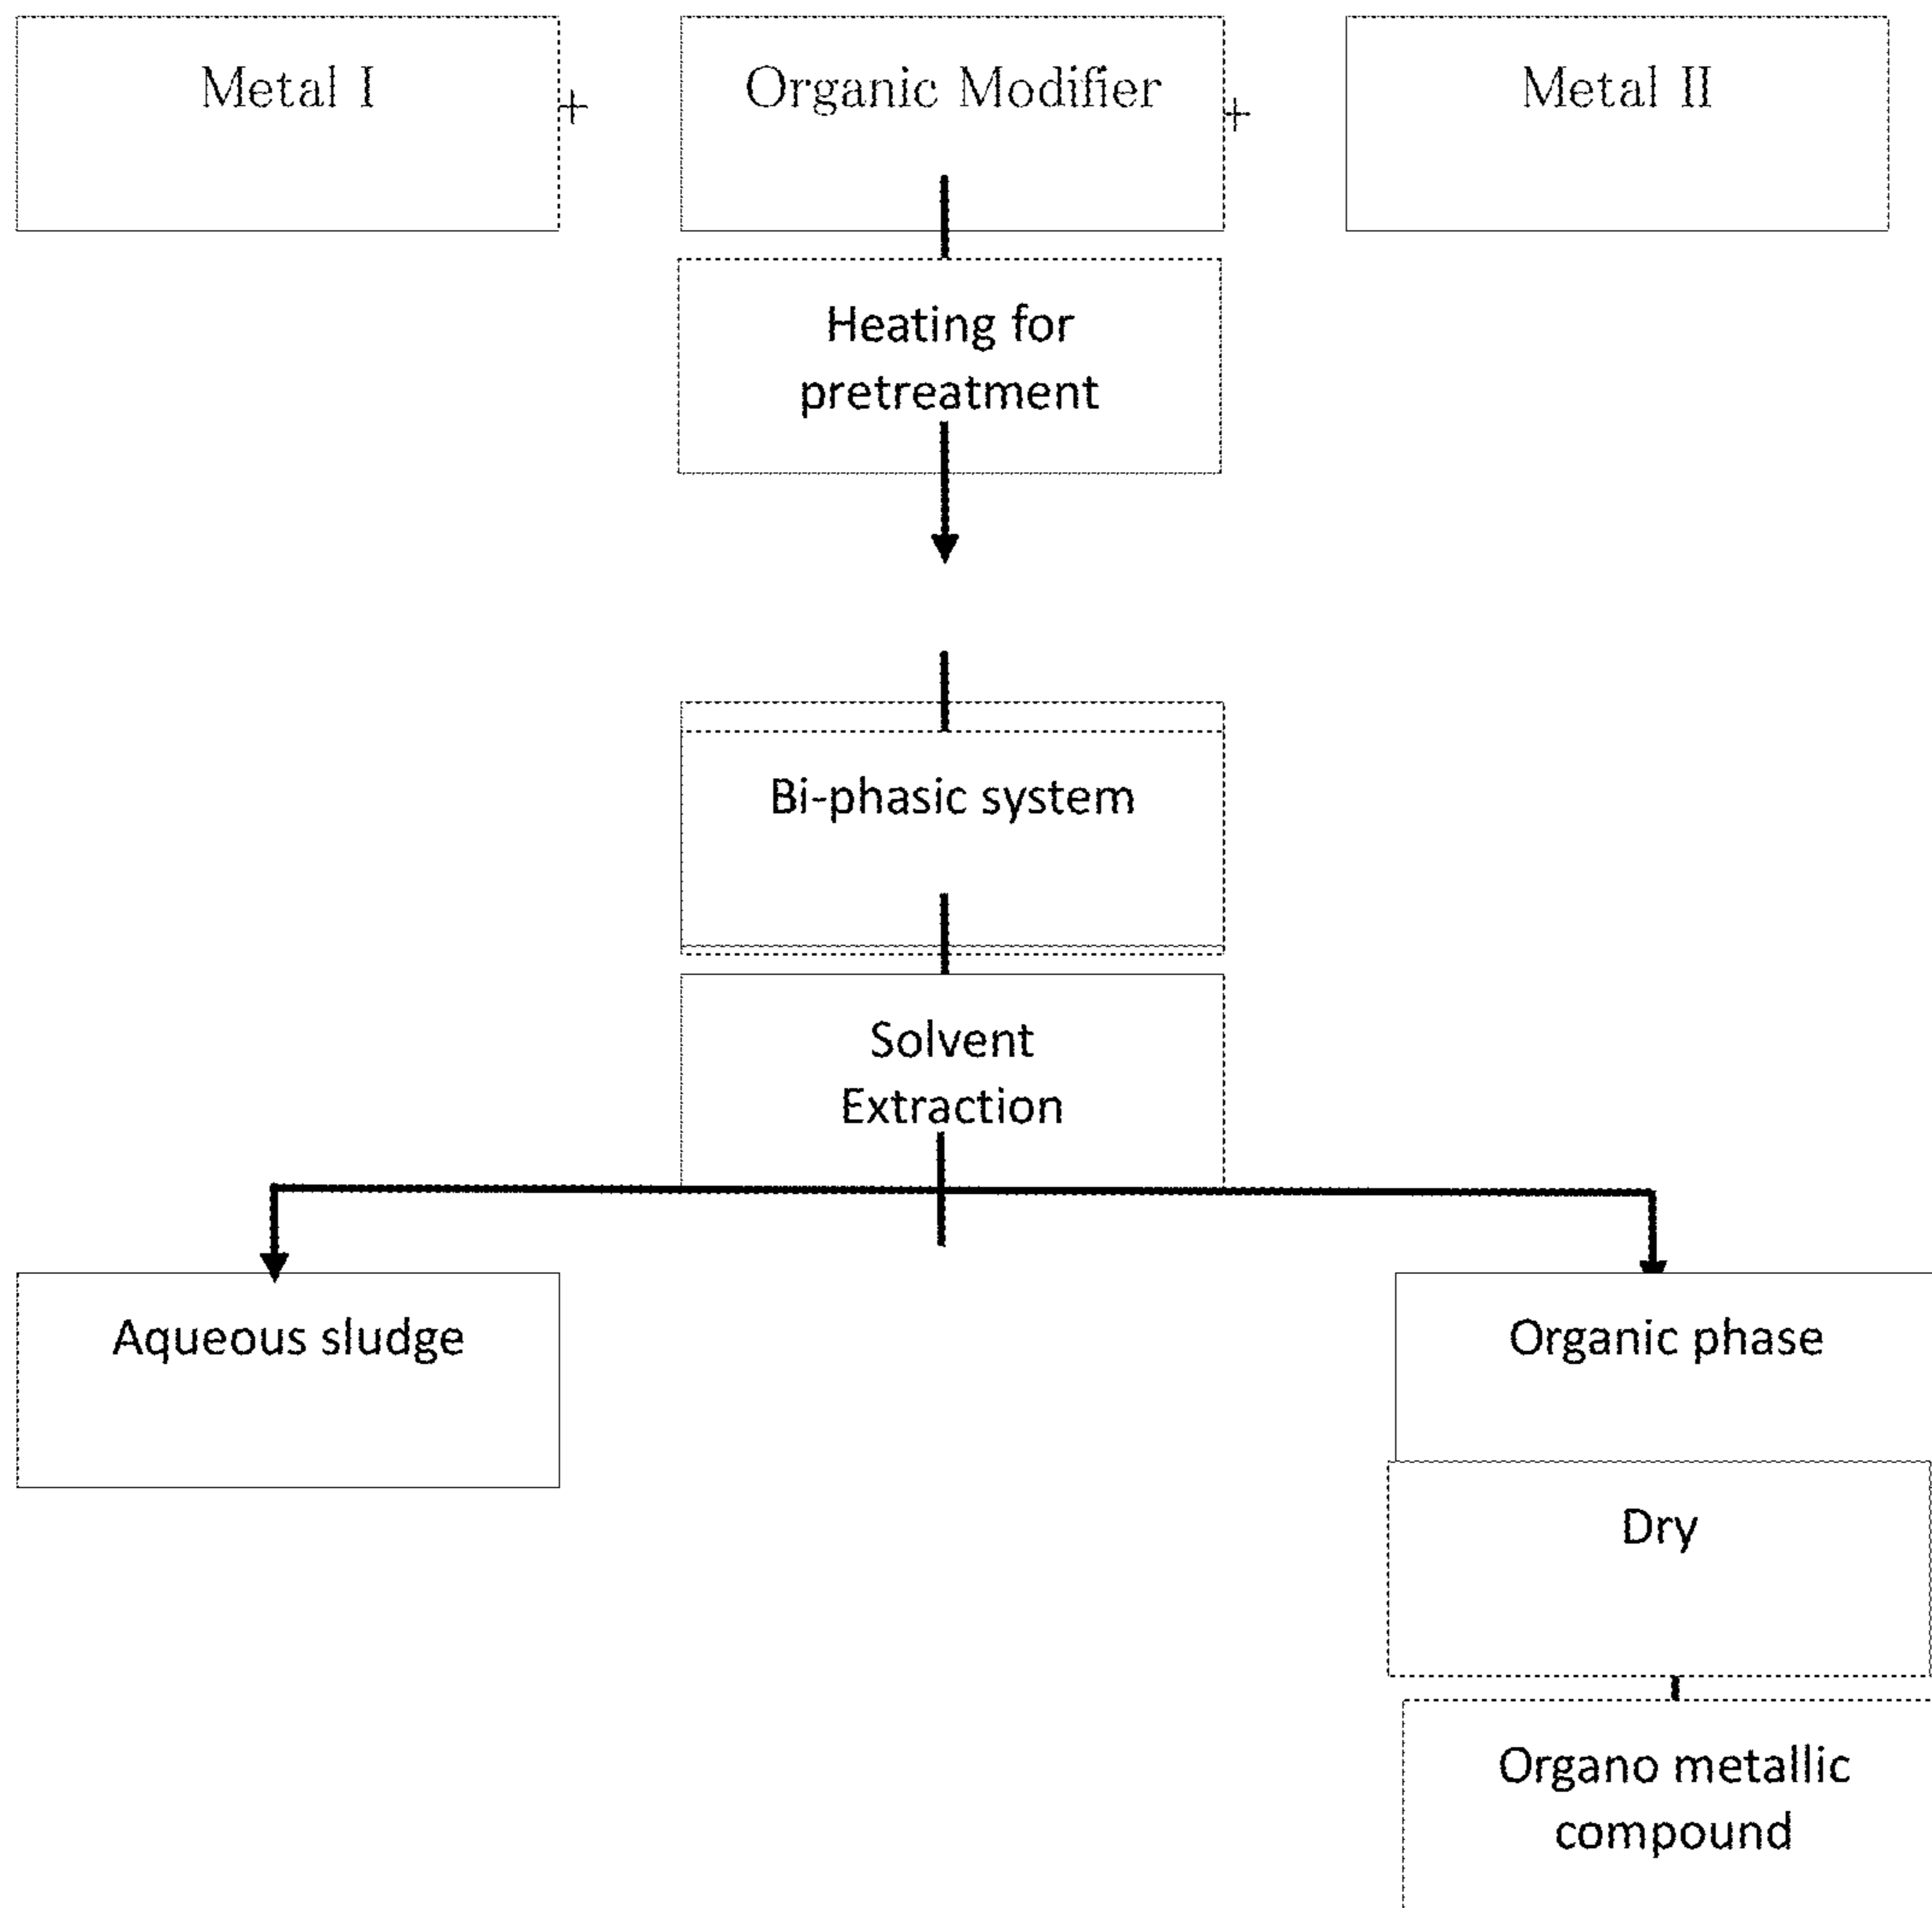 Metal I + Organic Modifier + Metal II
Heating for
pretreatment
Bi-phasic system
Solvent
Extraction
Aqueous sludge
Organic phase
Dry
Organo metallic
compound